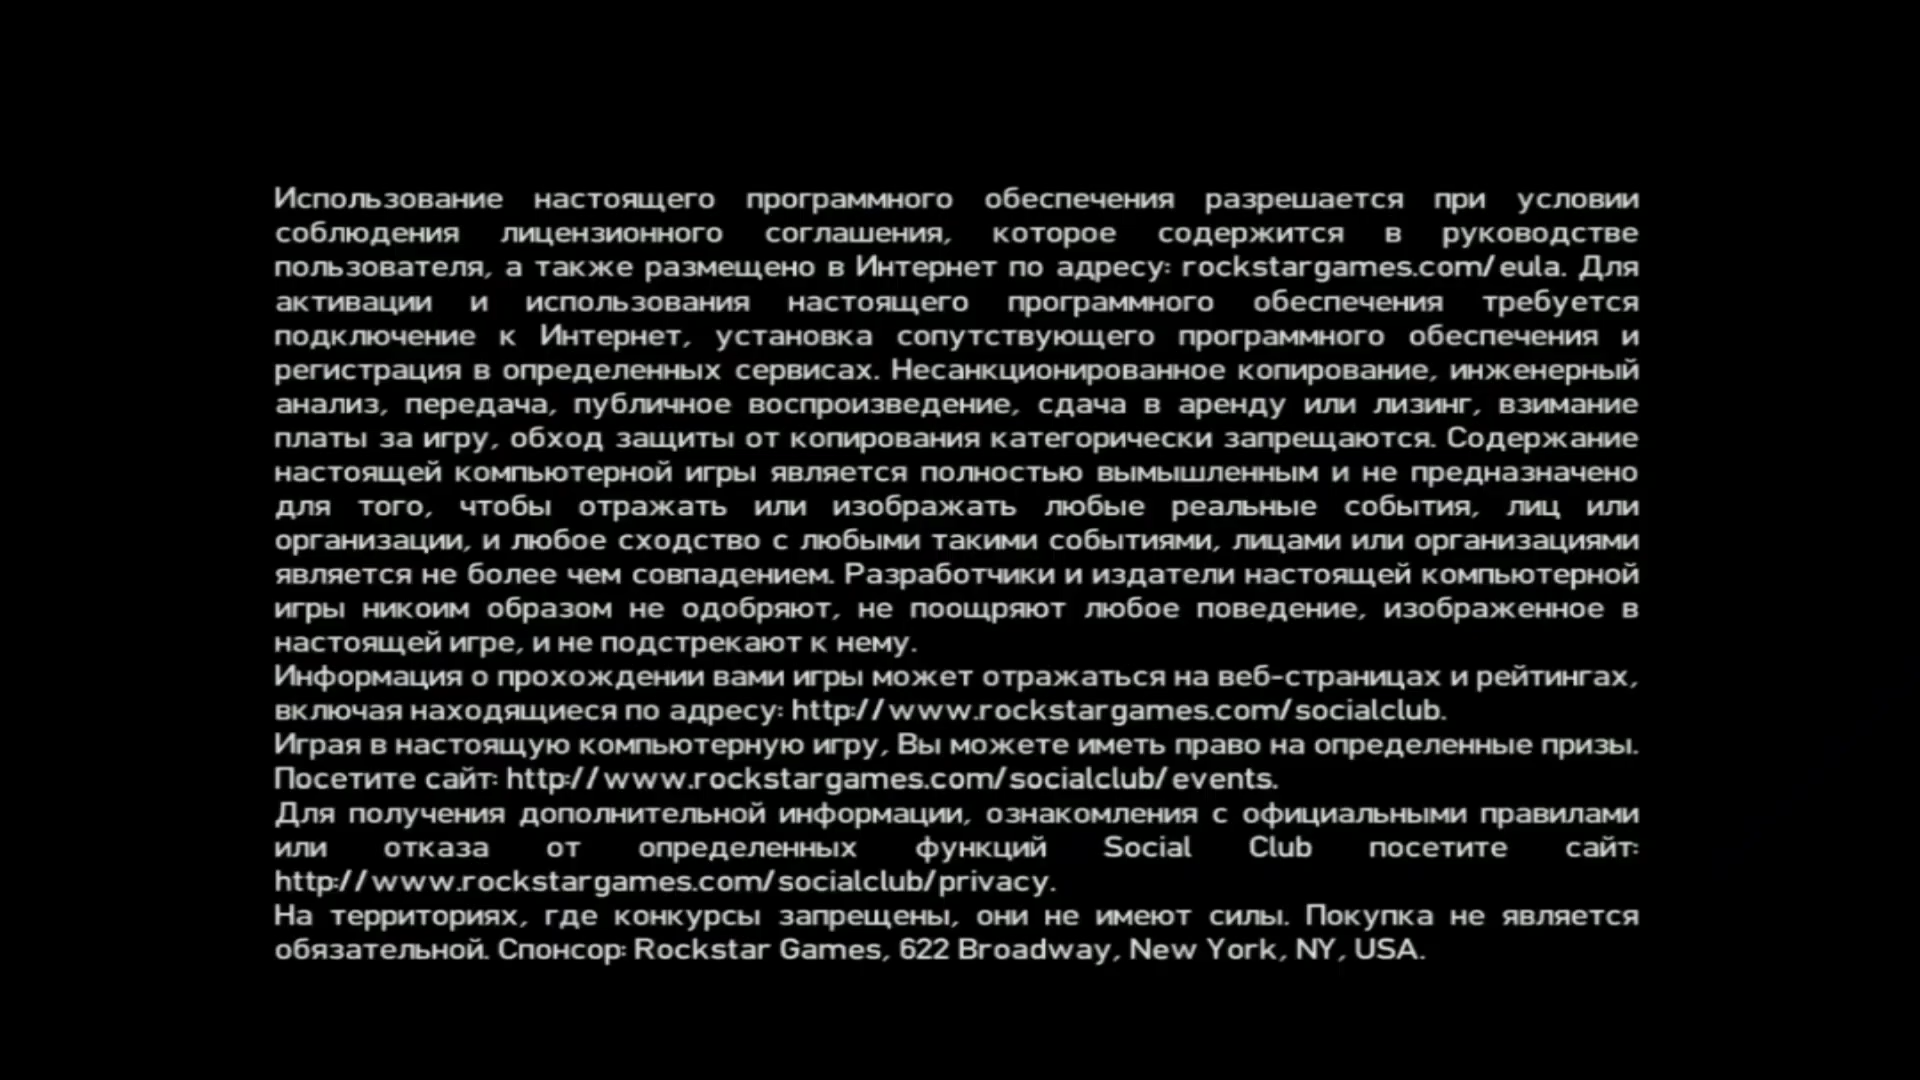 Использование настоящего программного обеспечения разрешается при условии
соблюдения лицензионного соглашения, которое содержится в руководстве
пользователя, а также размещено в Интернет по адресу: rockstargames.com/eula. Для
активации и использования настоящего программного обеспечения требуется
подключение к Интернет, установка сопутствующего программного обеспечения и
регистрация в определенных сервисах. Несанкционированное копирование, инженерный
анализ, передача, публичное воспроизведение, сдача в аренду или лизинг, взимание
платы за игру, обход защиты от копирования категорически запрещаются. Содержание
настоящей компьютерной игры является полностью вымышленным и не предназначено
для того, чтобы отражать или изображать любые реальные события, лиц или
организации, и любое сходство с любыми такими событиями, лицами или организациями
является не более чем совпадением. Разработчики и издатели настоящей компьютерной
игры никоим образом не одобряют, не поощряют любое поведение, изображенное в
настоящей игре, и не подстрекают к нему.
Информация о прохождении вами игры может отражаться на веб-страницах и рейтингах,
включая находящиеся по адресу: http://www.rockstargames.com/socialclub.
Играя в настоящую компьютерную игру, Вы можете иметь право на определенные призы.
Посетите сайт: http://www.rockstargames.com/socialclub/events.
Для получения дополнительной информации, ознакомления с официальными правилами
или отказа от определенных функций Social Club посетите сайт:
http://www.rockstargames.com/socialclub/privacy.
На территориях, где конкурсы запрещены, они не имеют силы. Покупка не является
обязательной. Спонсор: Rockstar Games, 622 Broadway, New York, NY, USA.